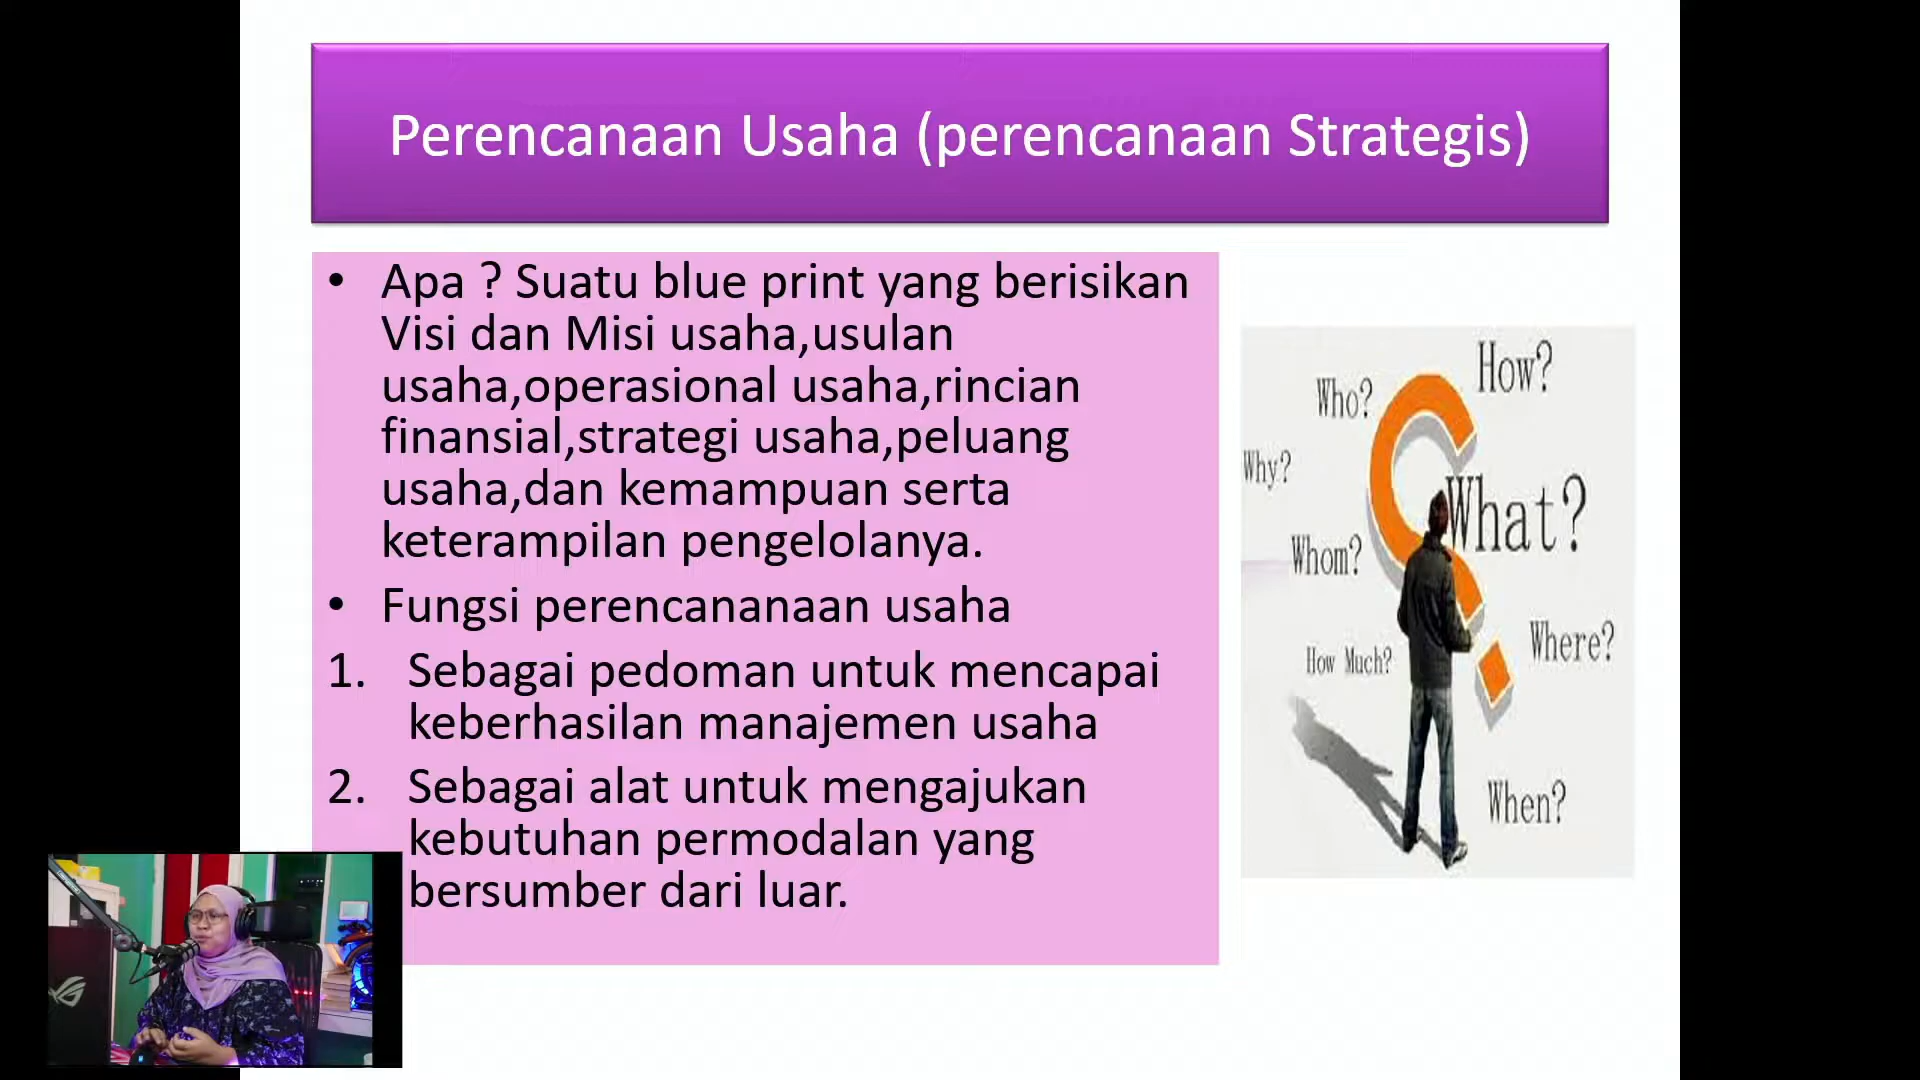 Perencanaan Usaha (perencanaan Strategis)
• Apa ? Suatu blue print yang berisikan
Visi dan Misi usaha,usulan
usaha,operasional usaha,rincian
finansial,strategi usaha,peluang
usaha,dan kemampuan serta
keterampilan pengelolanya.
• Fungsi perencananaan usaha
1. Sebagai pedoman untuk mencapai
keberhasilan manajemen usaha
2. Sebagai alat untuk mengajukan
kebutuhan permodalan yang
bersumber dari luar.
How?
Who?
Why?
What?
Whom?
Where?
How Much?
When?